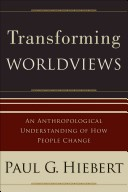 Transforming
WORLDVIEWS
AN ANTHROPOLOGICAL
UNDERSTANDING OF HOW
PEOPLE CHANGE
PAUL G. HIEBERT